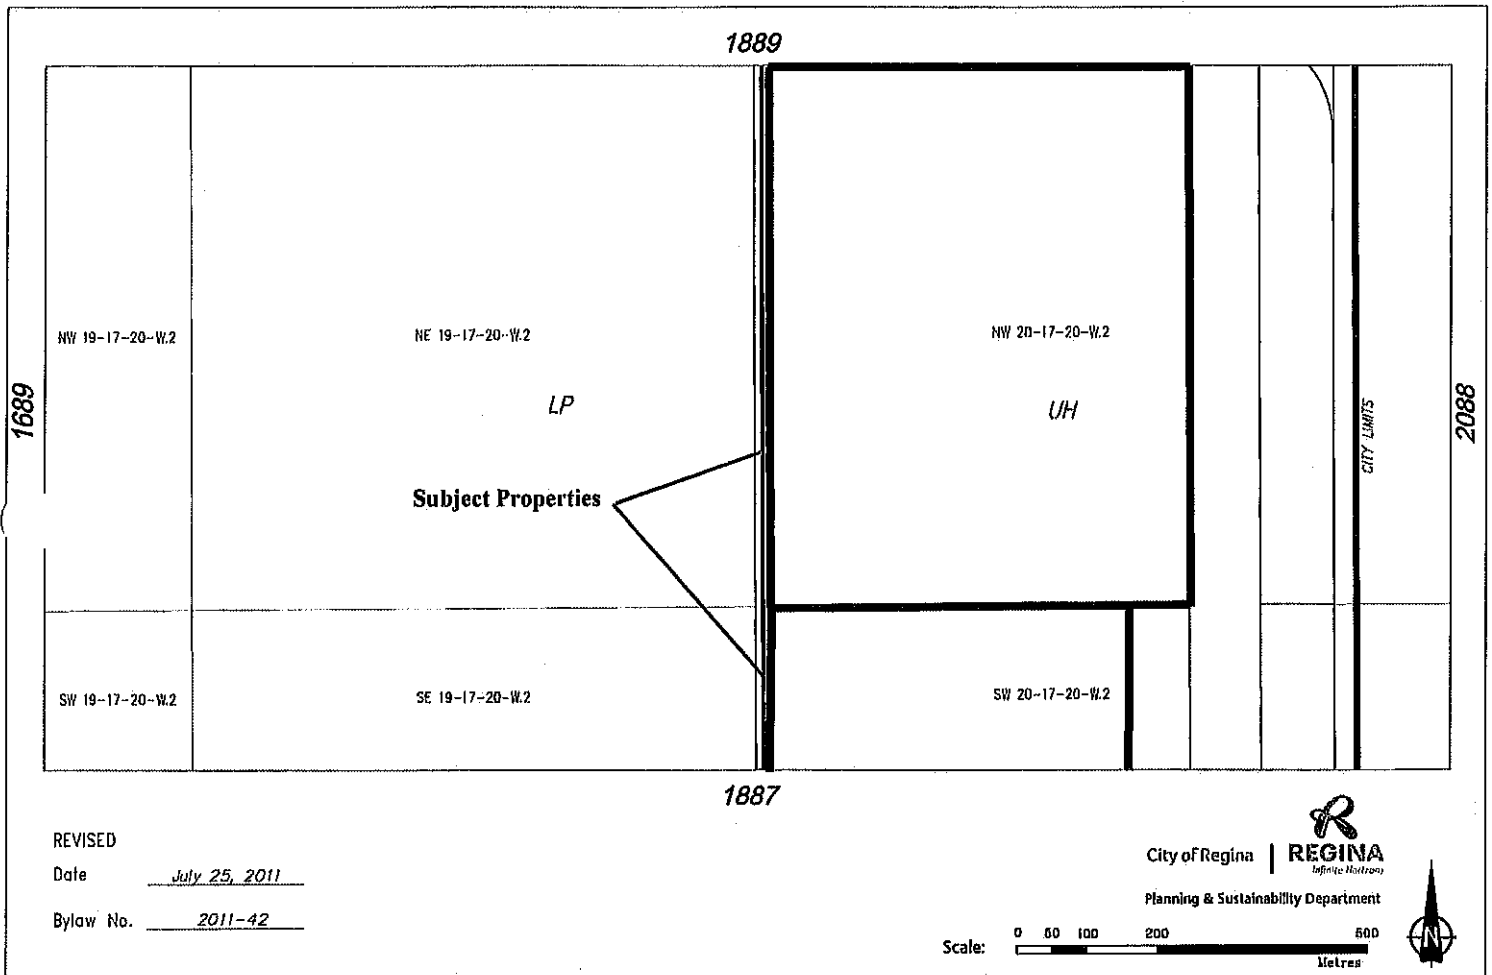 1889
NW 19-17-20-W.2
NE 19-17-20-W.2
NW 20-17-20-W.2
1689
LP
UH
CITY LIMITS
2088
Subject Properties
SW 19-17-20-W.2
SE 19-17-20-W.2
SW 20-17-20-W.2
1887
REVISED
Date July 25, 2011
Bylaw No. 2011-42
City of Regina
REGINA
Infinite Horizons
Planning & Sustainability Department
Scale:
0 50 100 200 500
Metres
N